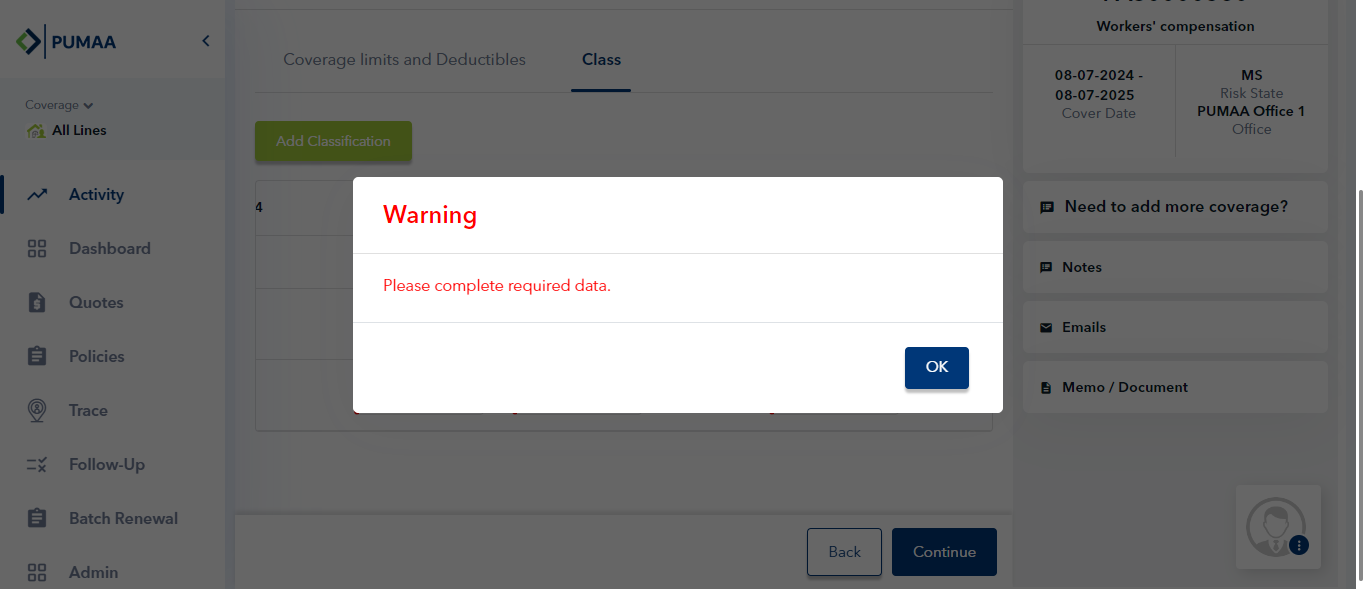 PUMAA
Coverage
All Lines
Activity
Dashboard
Quotes
Policies
Trace
Follow-Up
Batch Renewal
Admin
Coverage limits and Deductibles
Class
Add Classification
4
Warning
Please complete required data.
OK
Back
Continue
Workers' compensation
08-07-2024 -
08-07-2025
Cover Date
MS
Risk State
PUMAA Office 1
Office
Need to add more coverage?
Notes
Emails
Memo / Document